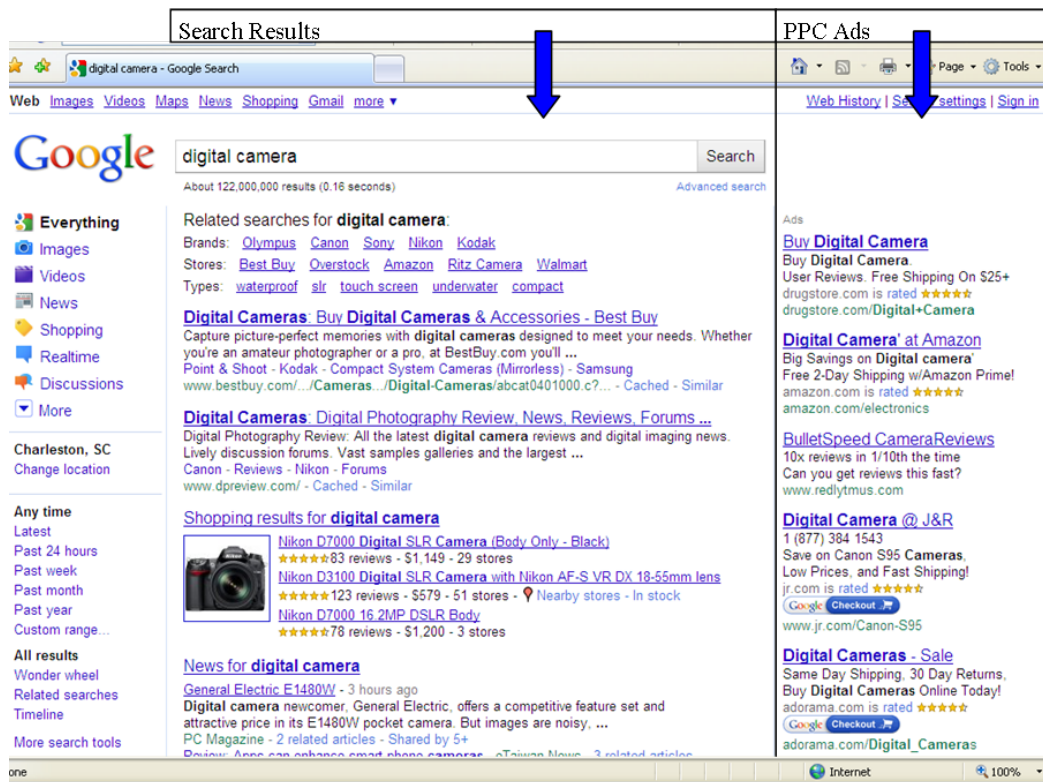 Search Results
PPC Ads
digital camera - Google Search
Page
Tools
Web Images Videos Maps News Shopping Gmail more
Web History | Se settings | Sign in
Google
digital camera
Search
About 122,000,000 results (0.16 seconds)
Advanced search
Everything
Images
Videos
News
Shopping
Realtime
Discussions
More
Charleston, SC
Change location
Any time
Latest
Past 24 hours
Past week
Past month
Past year
Custom range...
All results
Wonder wheel
Related searches
Timeline
More search tools
Related searches for digital camera:
Brands: Olympus Canon Sony Nikon Kodak
Stores: Best Buy Overstock Amazon Ritz Camera Walmart
Types: waterproof slr touch screen underwater compact
Digital Cameras: Buy Digital Cameras & Accessories - Best Buy
Capture picture-perfect memories with digital cameras designed to meet your needs. Whether
you're an amateur photographer or a pro, at BestBuy.com you'll ...
Point & Shoot - Kodak - Compact System Cameras (Mirrorless) - Samsung
www.bestbuy.com/.../Cameras.../Digital-Cameras/abcat0401000.c?... - Cached - Similar
Digital Cameras: Digital Photography Review, News, Reviews, Forums ...
Digital Photography Review: All the latest digital camera reviews and digital imaging news.
Lively discussion forums. Vast samples galleries and the largest ...
Canon - Reviews - Nikon - Forums
www.dpreview.com/ - Cached - Similar
Shopping results for digital camera
Nikon D7000 Digital SLR Camera (Body Only - Black)
83 reviews - $1,149 - 29 stores
Nikon D3100 Digital SLR Camera with Nikon AF-S VR DX 18-55mm lens
123 reviews - $579 - 51 stores - Nearby stores - In stock
Nikon D7000 16.2MP DSLR Body
78 reviews - $1,200 - 3 stores
News for digital camera
General Electric E1480W - 3 hours ago
Digital camera newcomer, General Electric, offers a competitive feature set and
attractive price in its E1480W pocket camera. But images are noisy, ...
PC Magazine - 2 related articles - Shared by 5+
Review: Apps can enhance smart phone cameras - eTaiwan News - 3 related articles
Ads
Buy Digital Camera
Buy Digital Camera.
User Reviews. Free Shipping On $25+
drugstore.com is rated
drugstore.com/Digital+Camera
Digital Camera' at Amazon
Big Savings on Digital camera'
Free 2-Day Shipping w/Amazon Prime!
amazon.com is rated
amazon.com/electronics
BulletSpeed CameraReviews
10x reviews in 1/10th the time
Can you get reviews this fast?
www.redlytmus.com
Digital Camera @ J&R
1 (877) 384 1543
Save on Canon S95 Cameras,
Low Prices, and Fast Shipping!
jr.com is rated
Google Checkout
www.jr.com/Canon-S95
Digital Cameras - Sale
Same Day Shipping, 30 Day Returns,
Buy Digital Cameras Online Today!
adorama.com is rated
Google Checkout
adorama.com/Digital_Cameras
one
Internet
100%